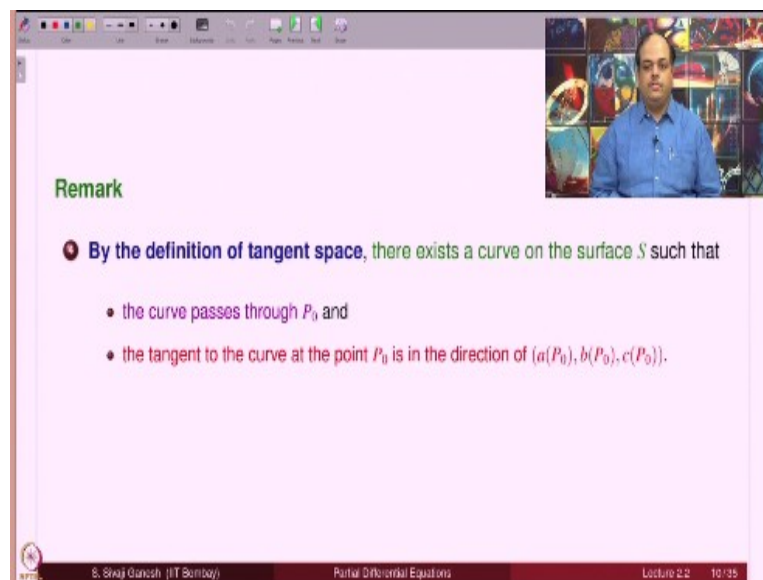 Remark
By the definition of tangent space, there exists a curve on the surface S such that
• the curve passes through P₀ and
• the tangent to the curve at the point P₀ is in the direction of (a(P₀), b(P₀), c(P₀)).
S. Sivaji Ganesh (IIT Bombay) Partial Differential Equations Lecture 2.2 10/35